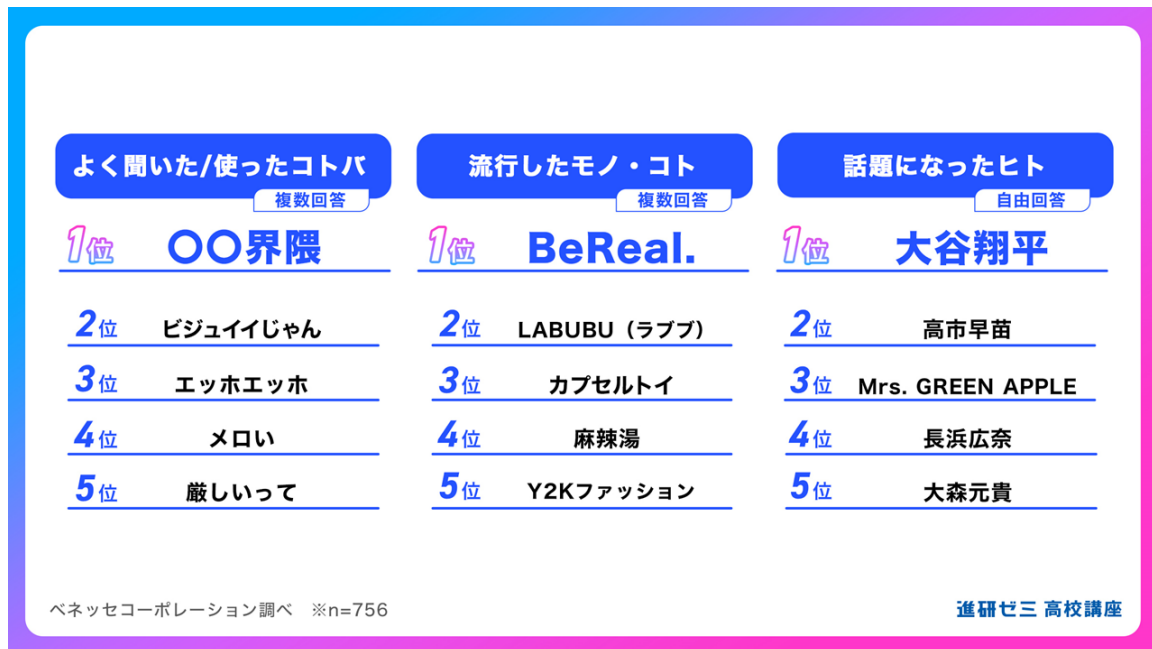 よく聞いた/使ったコトバ
複数回答
1位 〇〇界隈
2位 ビジュイイじゃん
3位 エッホエッホ
4位 メロい
5位 厳しいって
流行したモノ・コト
複数回答
1位 BeReal.
2位 LABUBU（ラブブ）
3位 カプセルトイ
4位 麻辣湯
5位 Y2Kファッション
話題になったヒト
自由回答
1位 大谷翔平
2位 高市早苗
3位 Mrs. GREEN APPLE
4位 長浜広奈
5位 大森元貴
ベネッセコーポレーション調べ ※n=756
進研ゼミ 高校講座